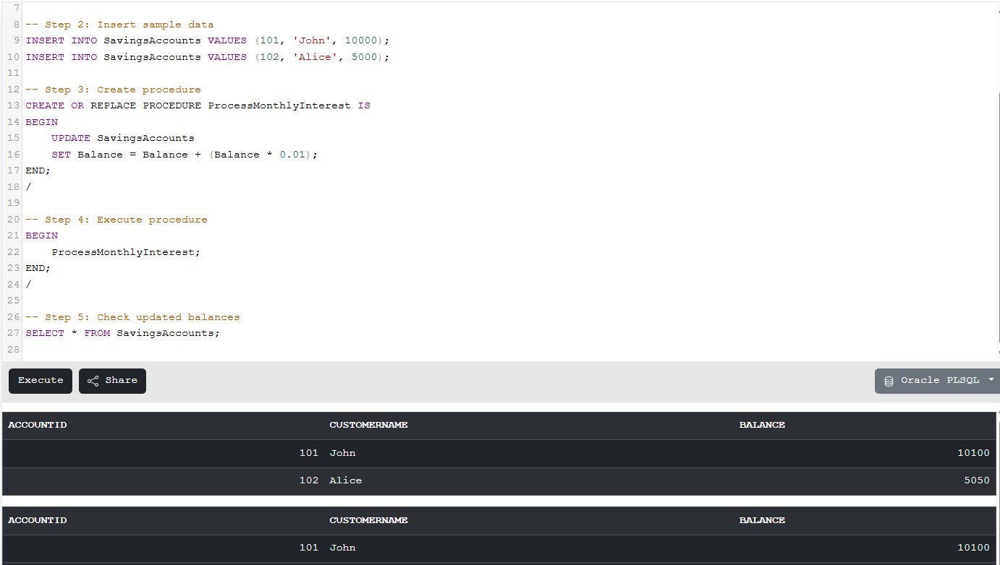 7
8 -- Step 2: Insert sample data
9 INSERT INTO SavingsAccounts VALUES (101, 'John', 10000);
10 INSERT INTO SavingsAccounts VALUES (102, 'Alice', 5000);
11
12 -- Step 3: Create procedure
13 CREATE OR REPLACE PROCEDURE ProcessMonthlyInterest IS
14 BEGIN
15     UPDATE SavingsAccounts
16     SET Balance = Balance + (Balance * 0.01);
17 END;
18 /
19
20 -- Step 4: Execute procedure
21 BEGIN
22     ProcessMonthlyInterest;
23 END;
24 /
25
26 -- Step 5: Check updated balances
27 SELECT * FROM SavingsAccounts;
28
Execute Share Oracle PLSQL
ACCOUNTID CUSTOMERNAME BALANCE
101 John 10100
102 Alice 5050
ACCOUNTID CUSTOMERNAME BALANCE
101 John 10100